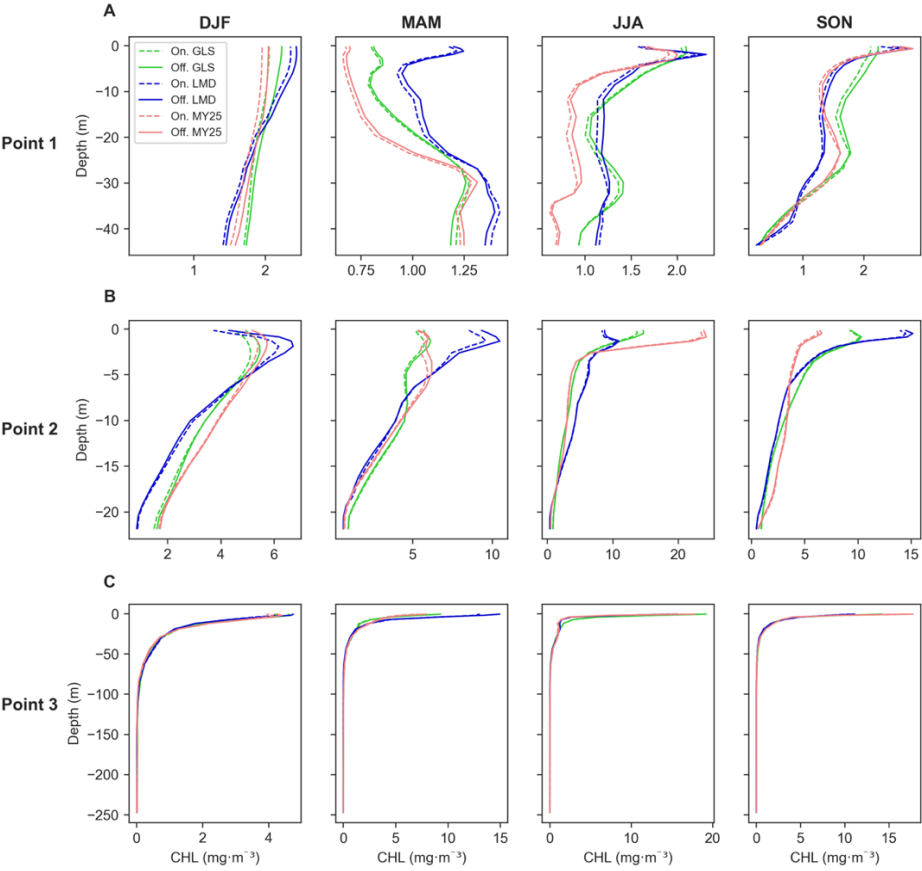 A
DJF MAM JJA SON
Point 1
Depth (m)
0
−10
−20
−30
−40
On. GLS
Off. GLS
On. LMD
Off. LMD
On. MY25
Off. MY25
1 2
0.75 1.00 1.25
1.0 1.5 2.0
1 2
B
Point 2
Depth (m)
0
−5
−10
−15
−20
2 4 6
5 10
0 10 20
0 5 10 15
C
Point 3
Depth (m)
0
−50
−100
−150
−200
−250
0 2 4
0 5 10 15
0 10 20
0 5 10 15
CHL (mg·m⁻³) CHL (mg·m⁻³) CHL (mg·m⁻³) CHL (mg·m⁻³)